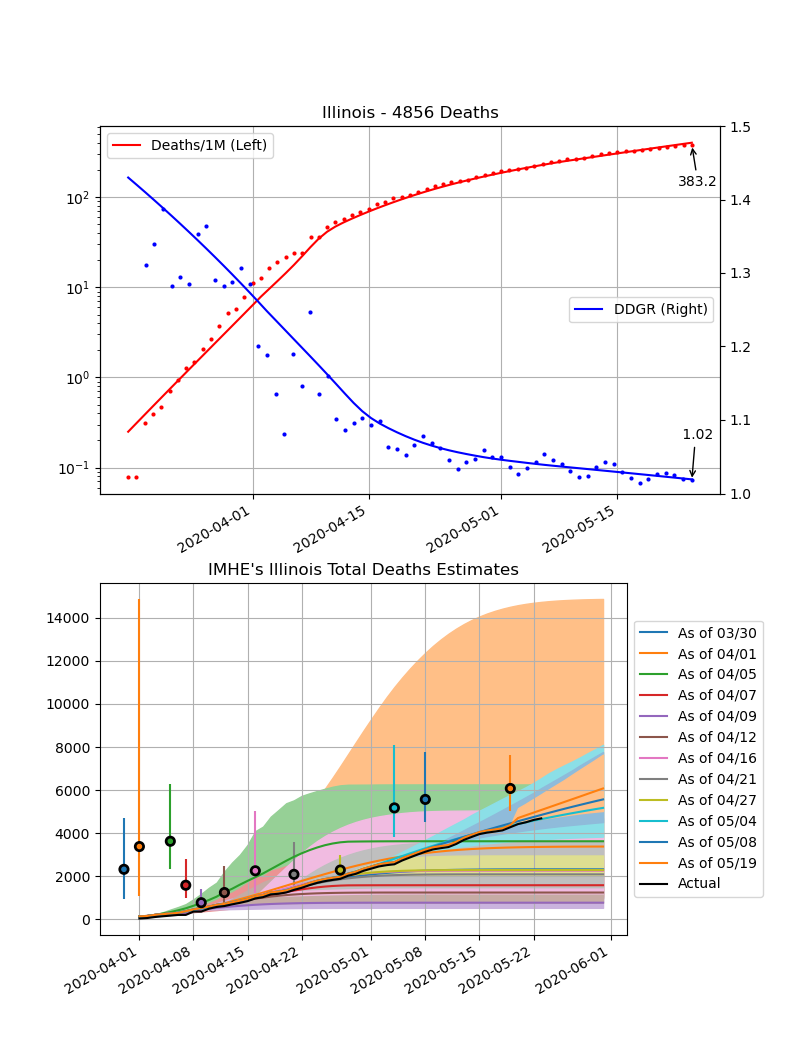 Illinois - 4856 Deaths
Deaths/1M (Left)
DDGR (Right)
383.2
1.02
10²
10¹
10⁰
10⁻¹
1.5
1.4
1.3
1.2
1.1
1.0
2020-04-01
2020-04-15
2020-05-01
2020-05-15
IMHE's Illinois Total Deaths Estimates
14000
12000
10000
8000
6000
4000
2000
0
2020-04-01
2020-04-08
2020-04-15
2020-04-22
2020-05-01
2020-05-08
2020-05-15
2020-05-22
2020-06-01
As of 03/30
As of 04/01
As of 04/05
As of 04/07
As of 04/09
As of 04/12
As of 04/16
As of 04/21
As of 04/27
As of 05/04
As of 05/08
As of 05/19
Actual